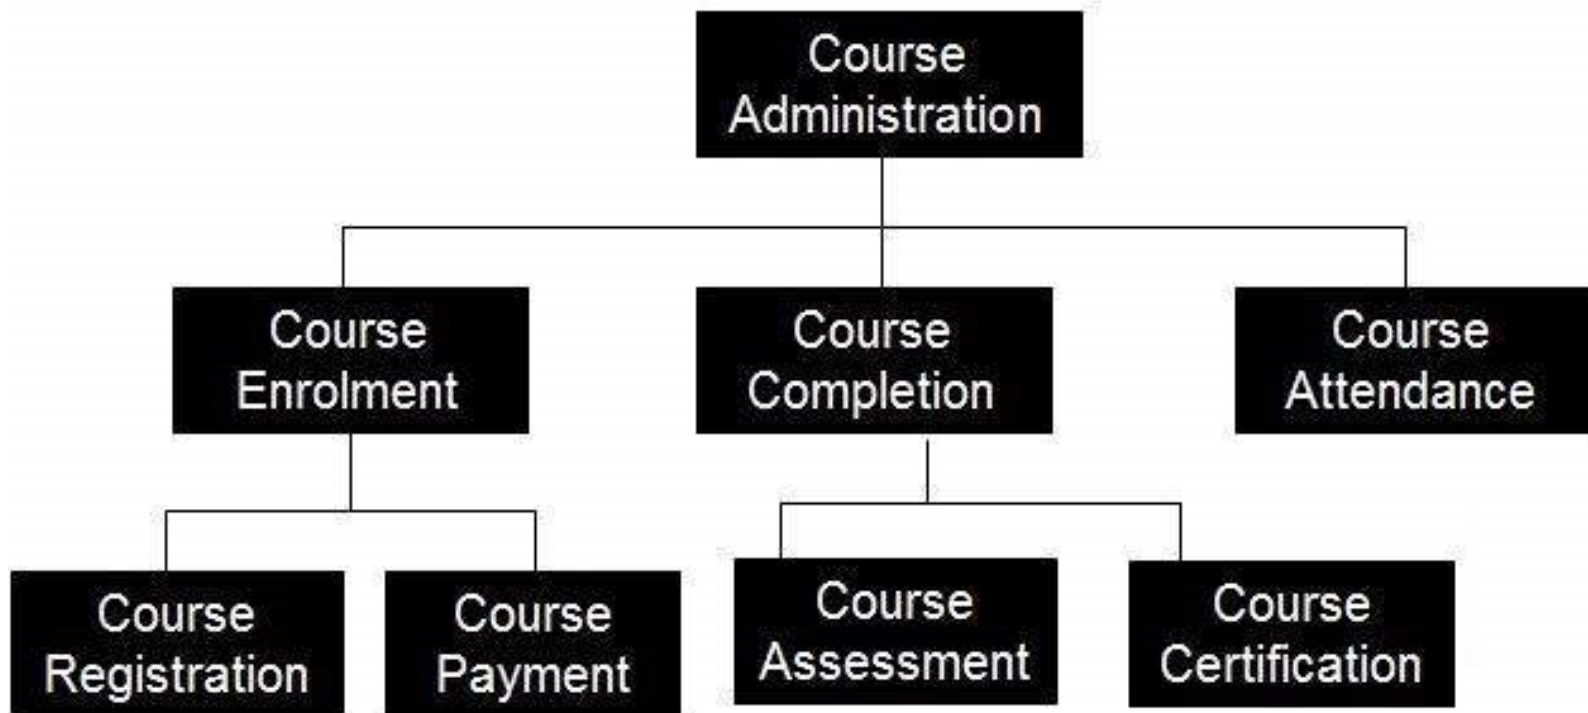 Course
Administration
Course
Enrolment
Course
Completion
Course
Attendance
Course
Registration
Course
Payment
Course
Assessment
Course
Certification